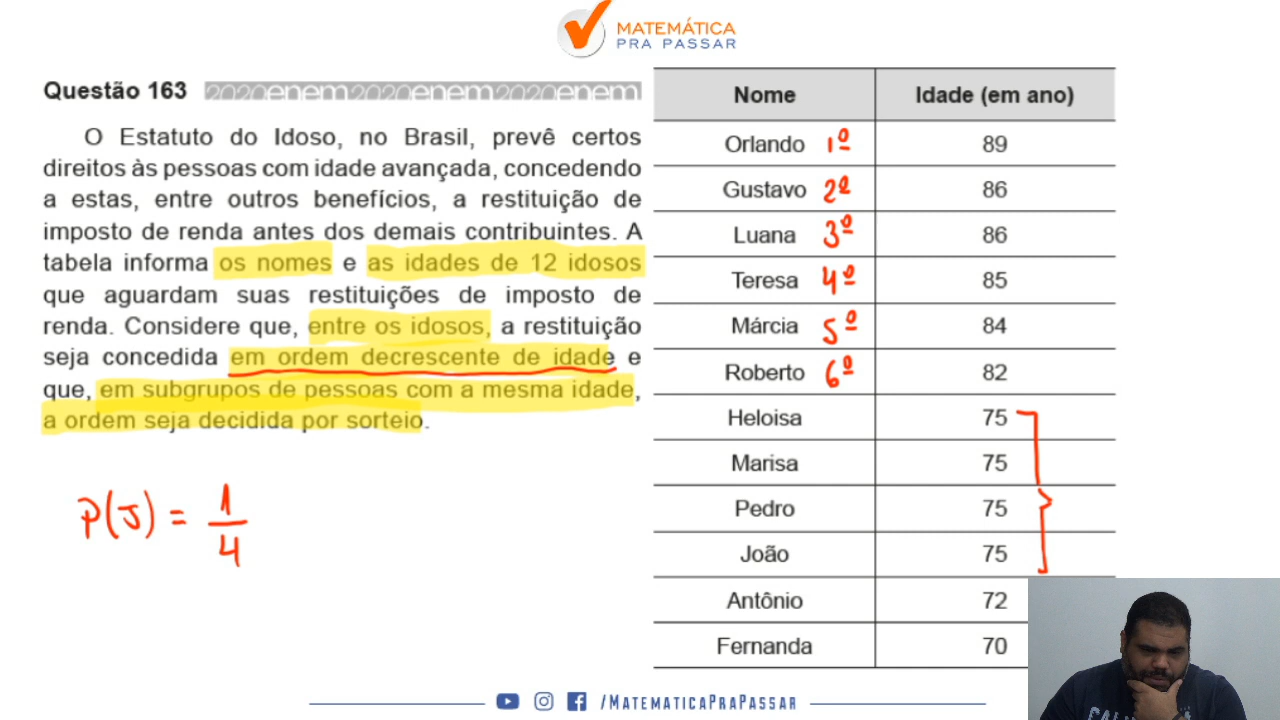 MATEMÁTICA
PRA PASSAR
Questão 163 2020enem2020enem2020enem
O Estatuto do Idoso, no Brasil, prevê certos
direitos às pessoas com idade avançada, concedendo
a estas, entre outros benefícios, a restituição de
imposto de renda antes dos demais contribuintes. A
tabela informa os nomes e as idades de 12 idosos
que aguardam suas restituições de imposto de
renda. Considere que, entre os idosos, a restituição
seja concedida em ordem decrescente de idade e
que, em subgrupos de pessoas com a mesma idade,
a ordem seja decidida por sorteio.
P(J) = 1/4
Nome Idade (em ano)
Orlando 1º 89
Gustavo 2º 86
Luana 3º 86
Teresa 4º 85
Márcia 5º 84
Roberto 6º 82
Heloisa 75
Marisa 75
Pedro 75
João 75
Antônio 72
Fernanda 70
/MatematicaPraPassar